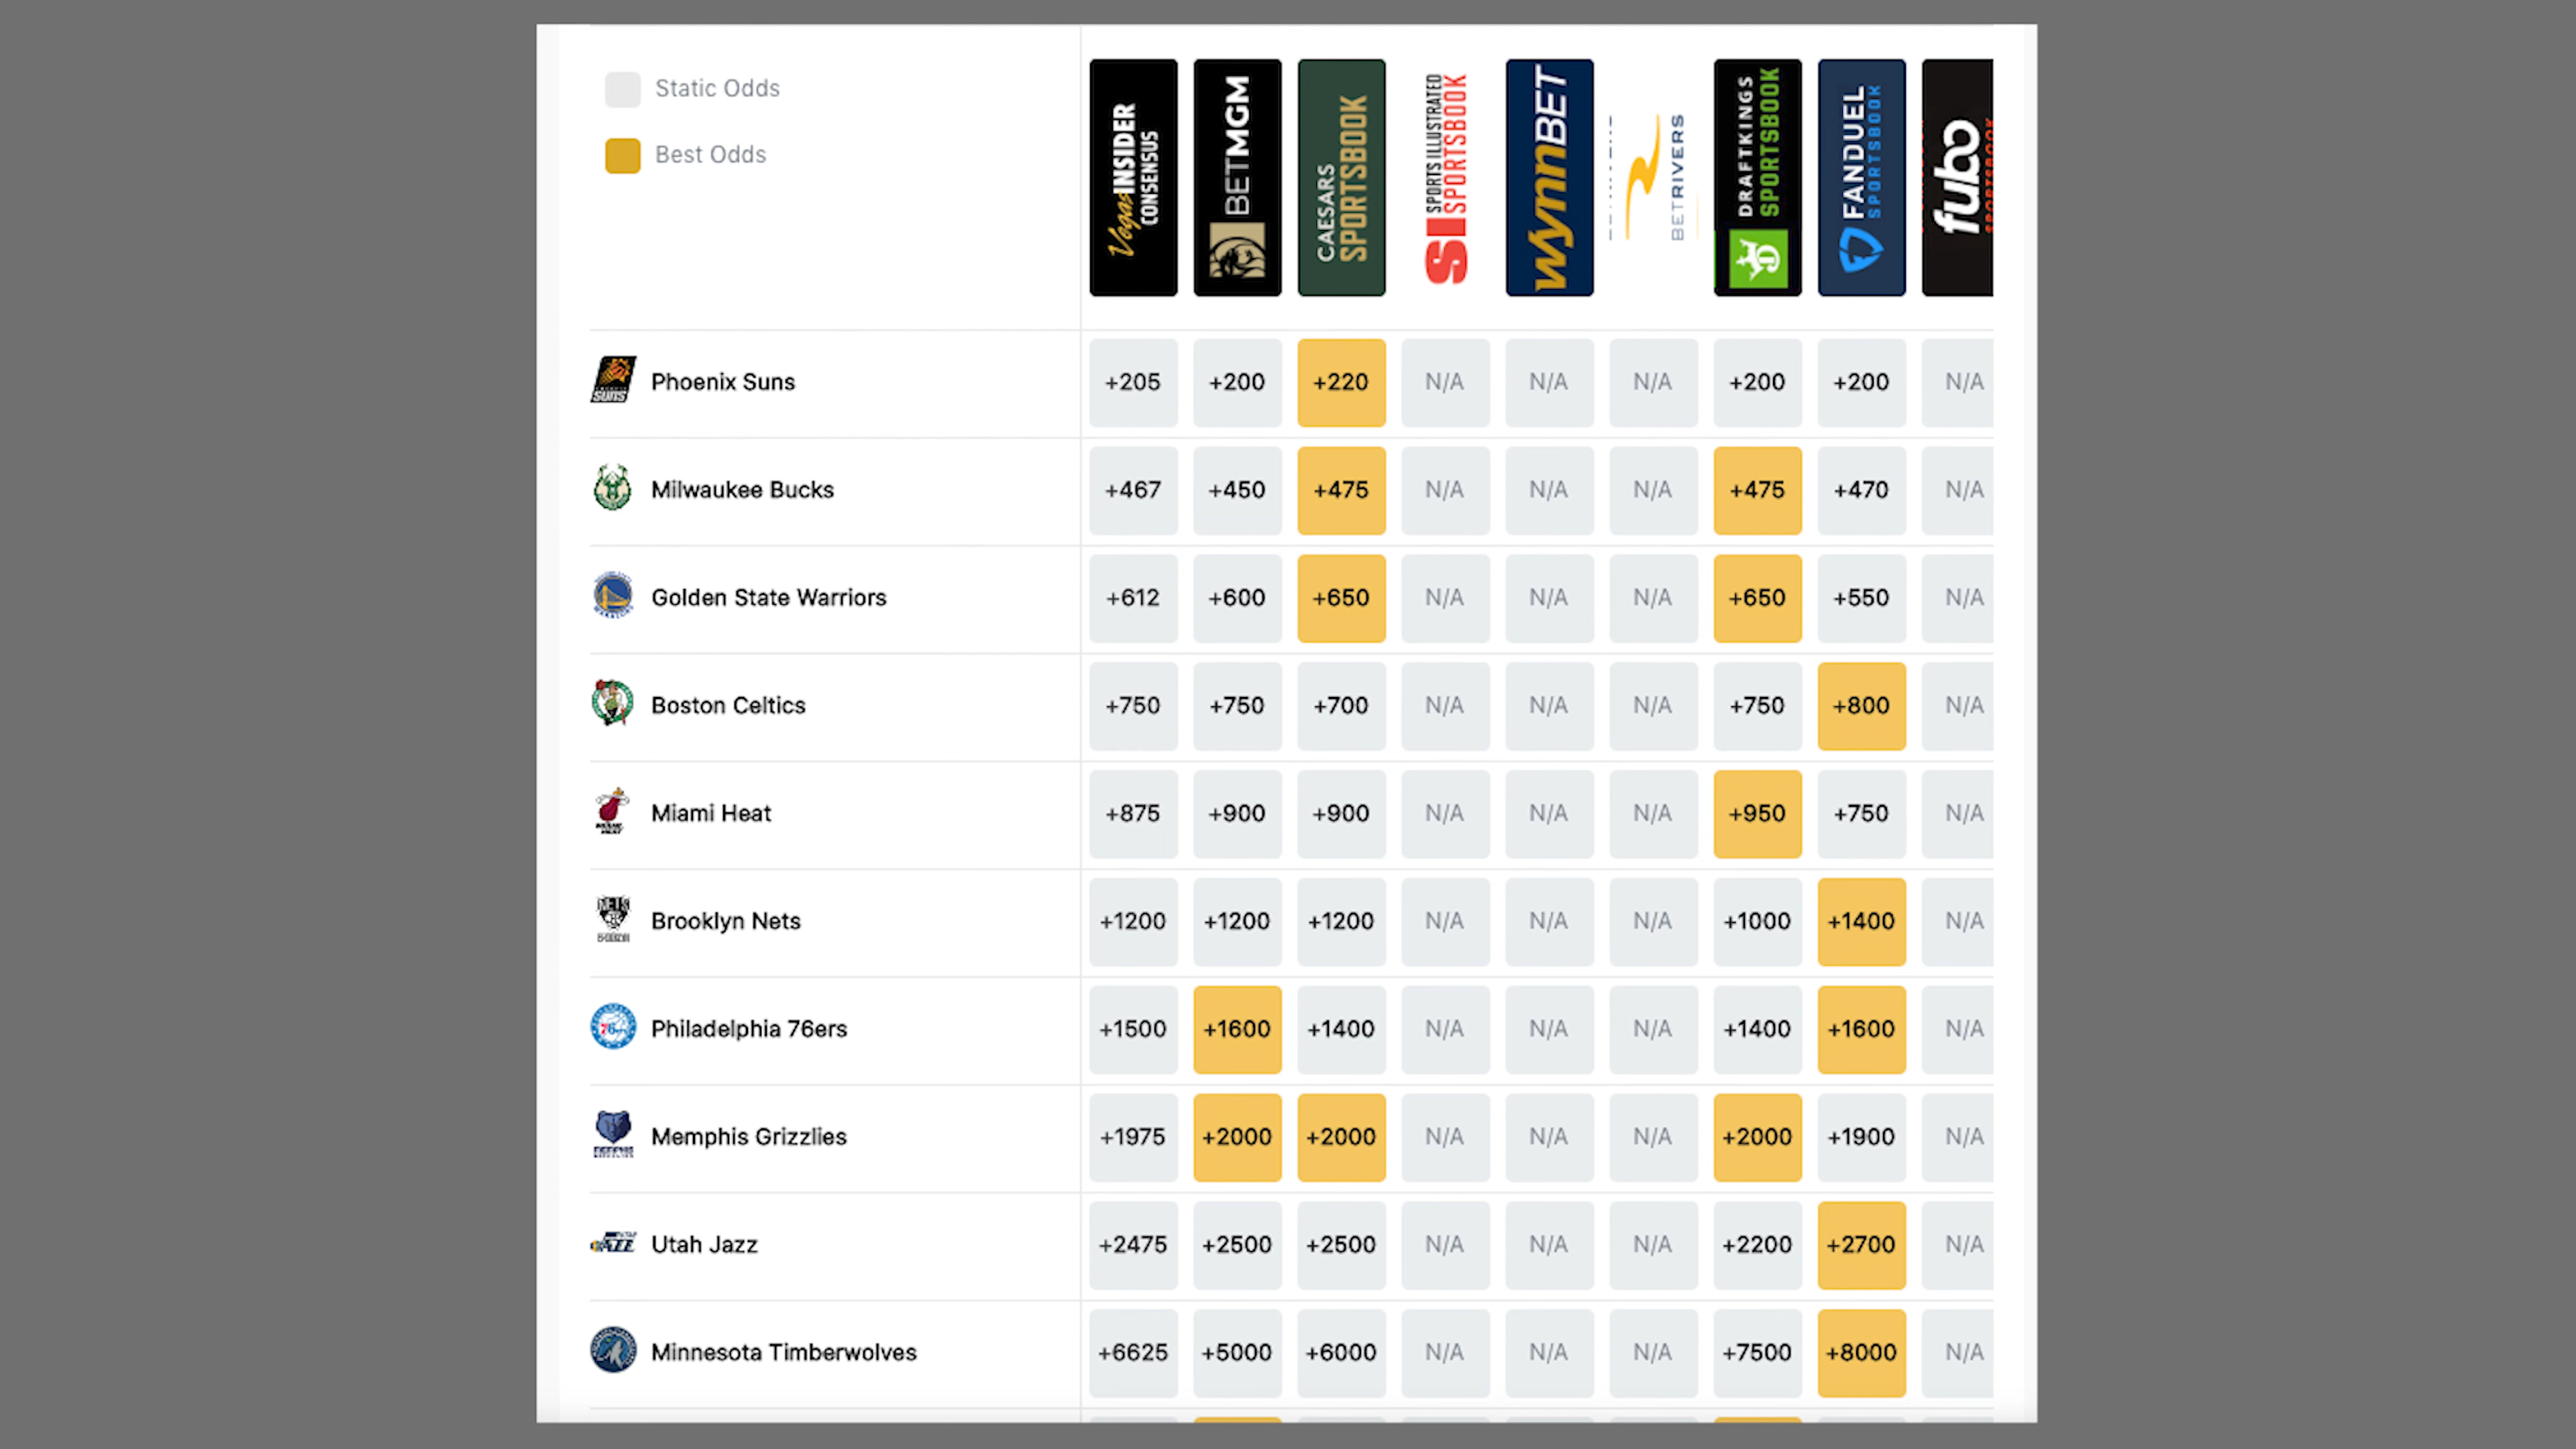 Static Odds
Best Odds
Vegas INSIDER CONSENSUS
BETMGM
CAESARS SPORTSBOOK
SI SPORTS ILLUSTRATED SPORTSBOOK
WynnBET
BETRIVERS
DRAFTKINGS SPORTSBOOK
FANDUEL SPORTSBOOK
fubo SPORTSBOOK
Phoenix Suns +205 +200 +220 N/A N/A N/A +200 +200 N/A
Milwaukee Bucks +467 +450 +475 N/A N/A N/A +475 +470 N/A
Golden State Warriors +612 +600 +650 N/A N/A N/A +650 +550 N/A
Boston Celtics +750 +750 +700 N/A N/A N/A +750 +800 N/A
Miami Heat +875 +900 +900 N/A N/A N/A +950 +750 N/A
Brooklyn Nets +1200 +1200 +1200 N/A N/A N/A +1000 +1400 N/A
Philadelphia 76ers +1500 +1600 +1400 N/A N/A N/A +1400 +1600 N/A
Memphis Grizzlies +1975 +2000 +2000 N/A N/A N/A +2000 +1900 N/A
Utah Jazz +2475 +2500 +2500 N/A N/A N/A +2200 +2700 N/A
Minnesota Timberwolves +6625 +5000 +6000 N/A N/A N/A +7500 +8000 N/A